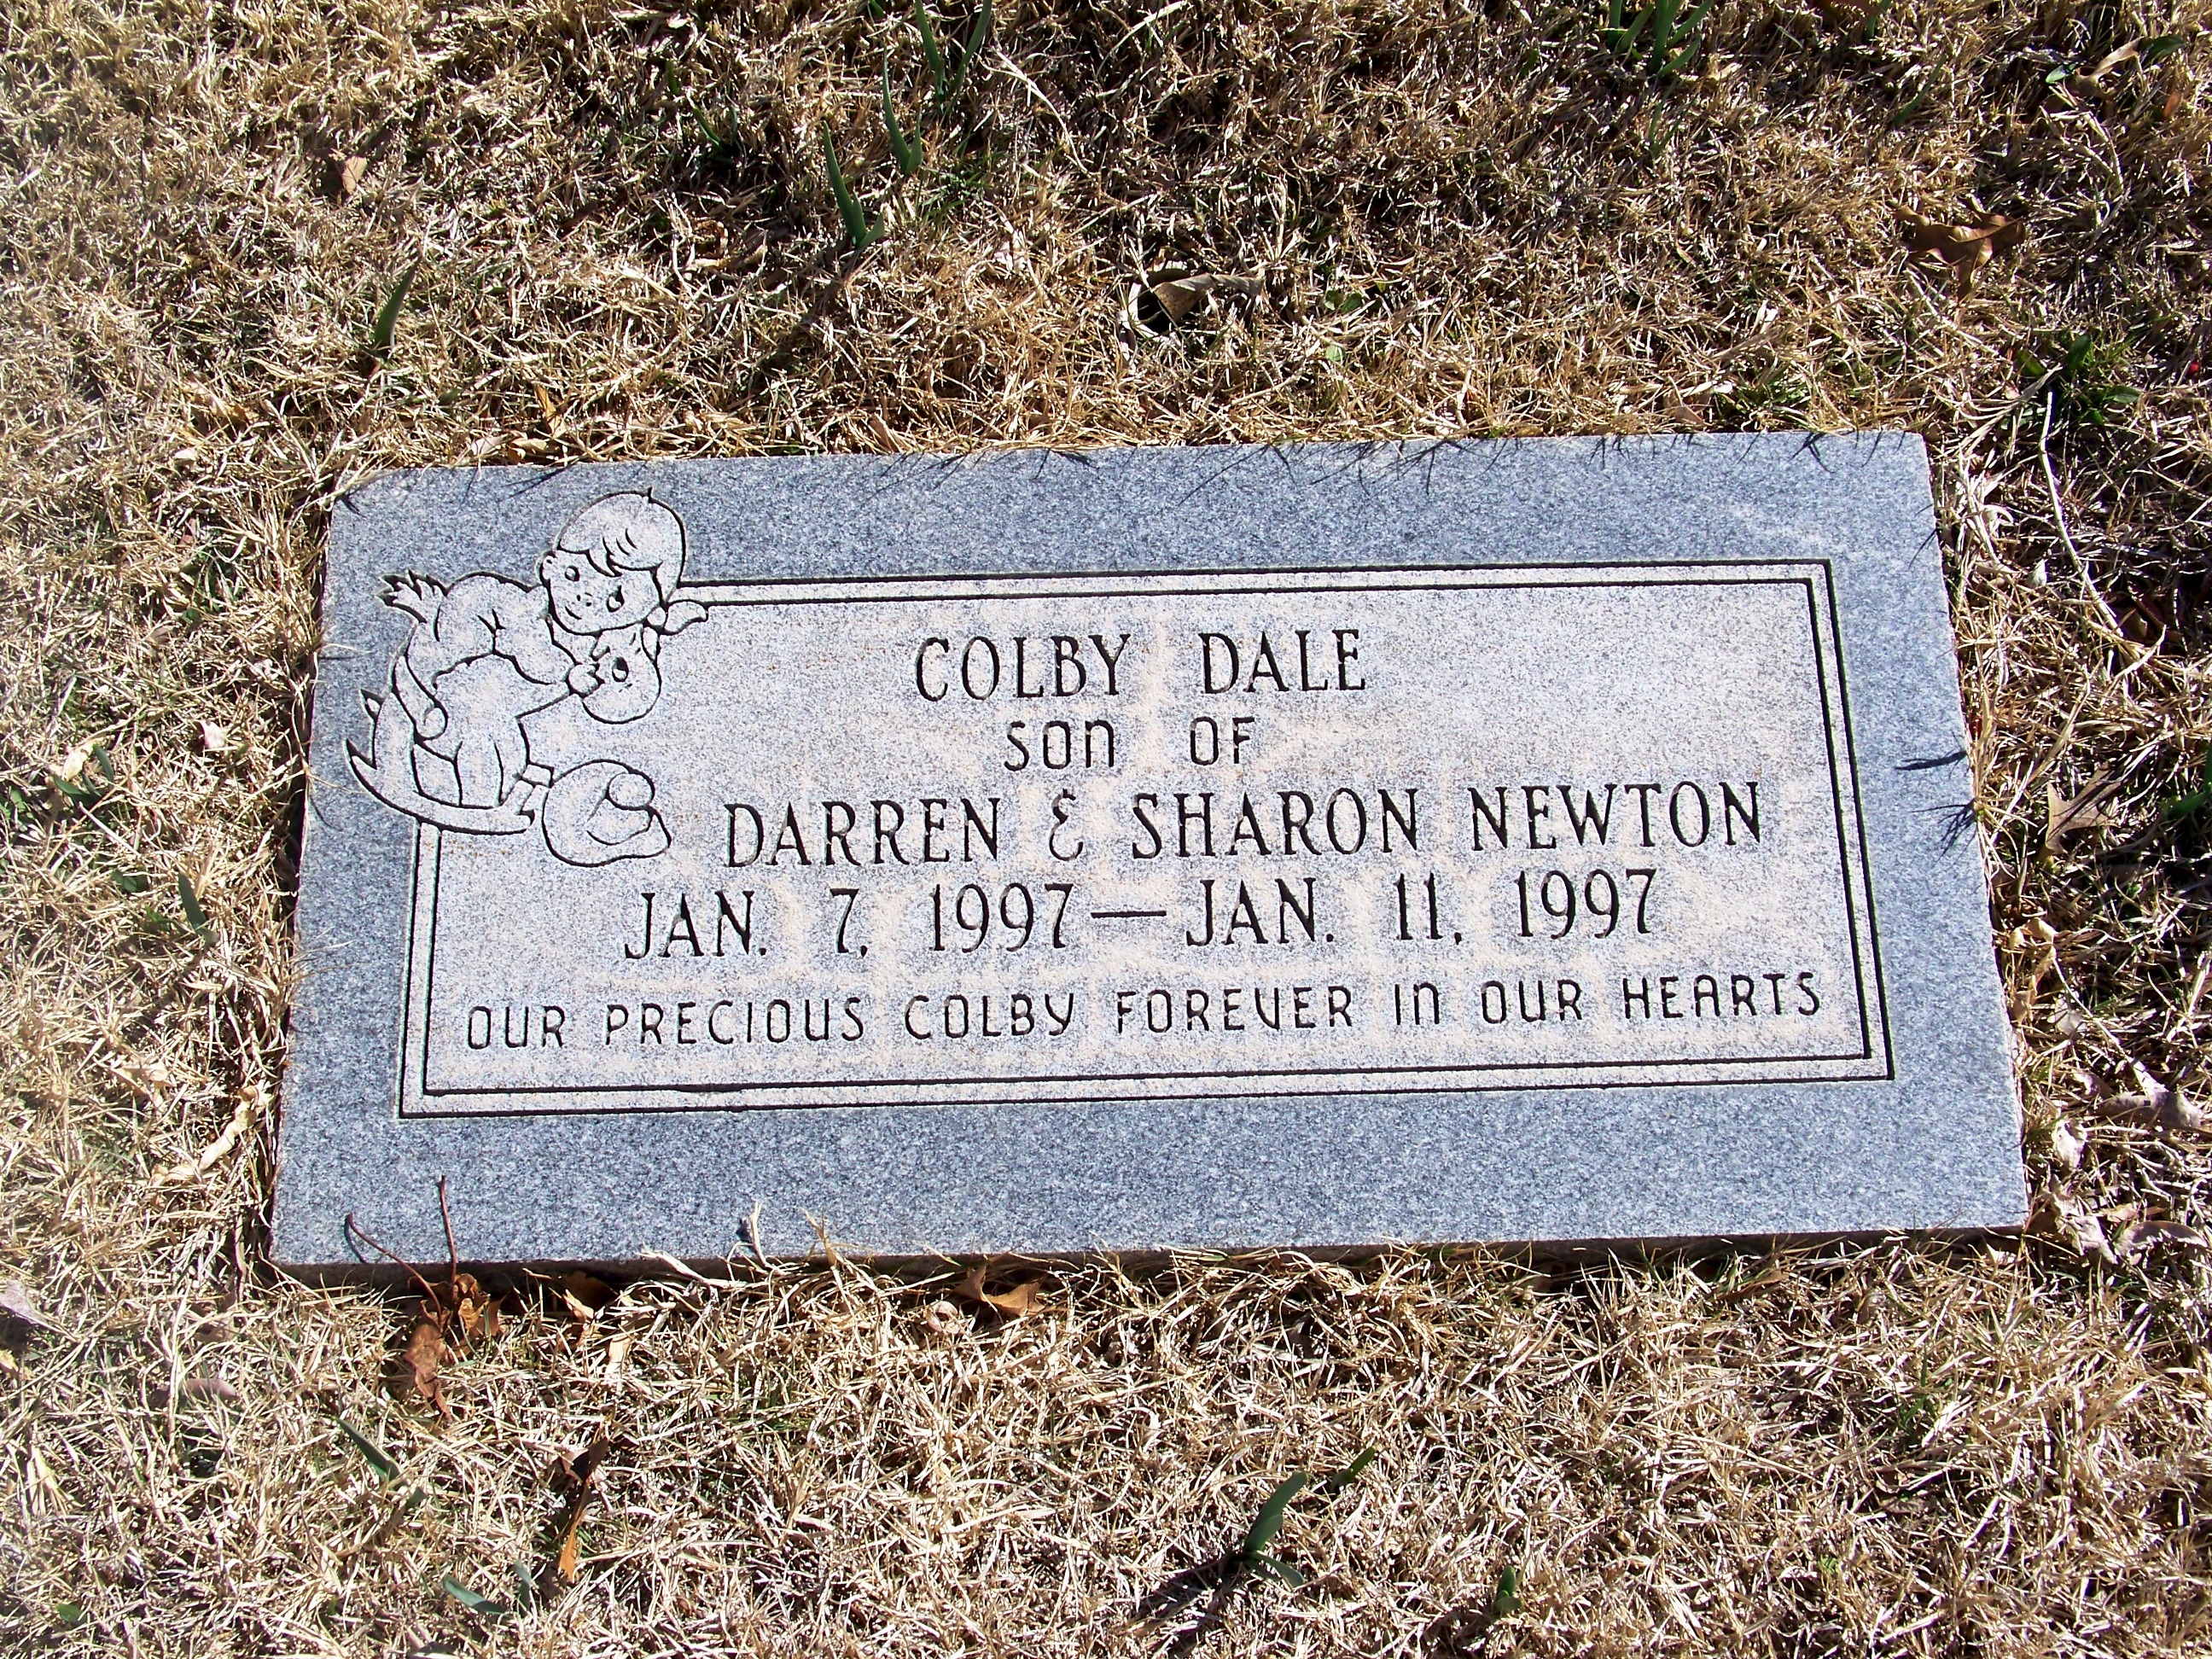 COLBY DALE
SON OF
DARREN & SHARON NEWTON
JAN. 7, 1997 — JAN. 11, 1997
OUR PRECIOUS COLBY FOREVER IN OUR HEARTS